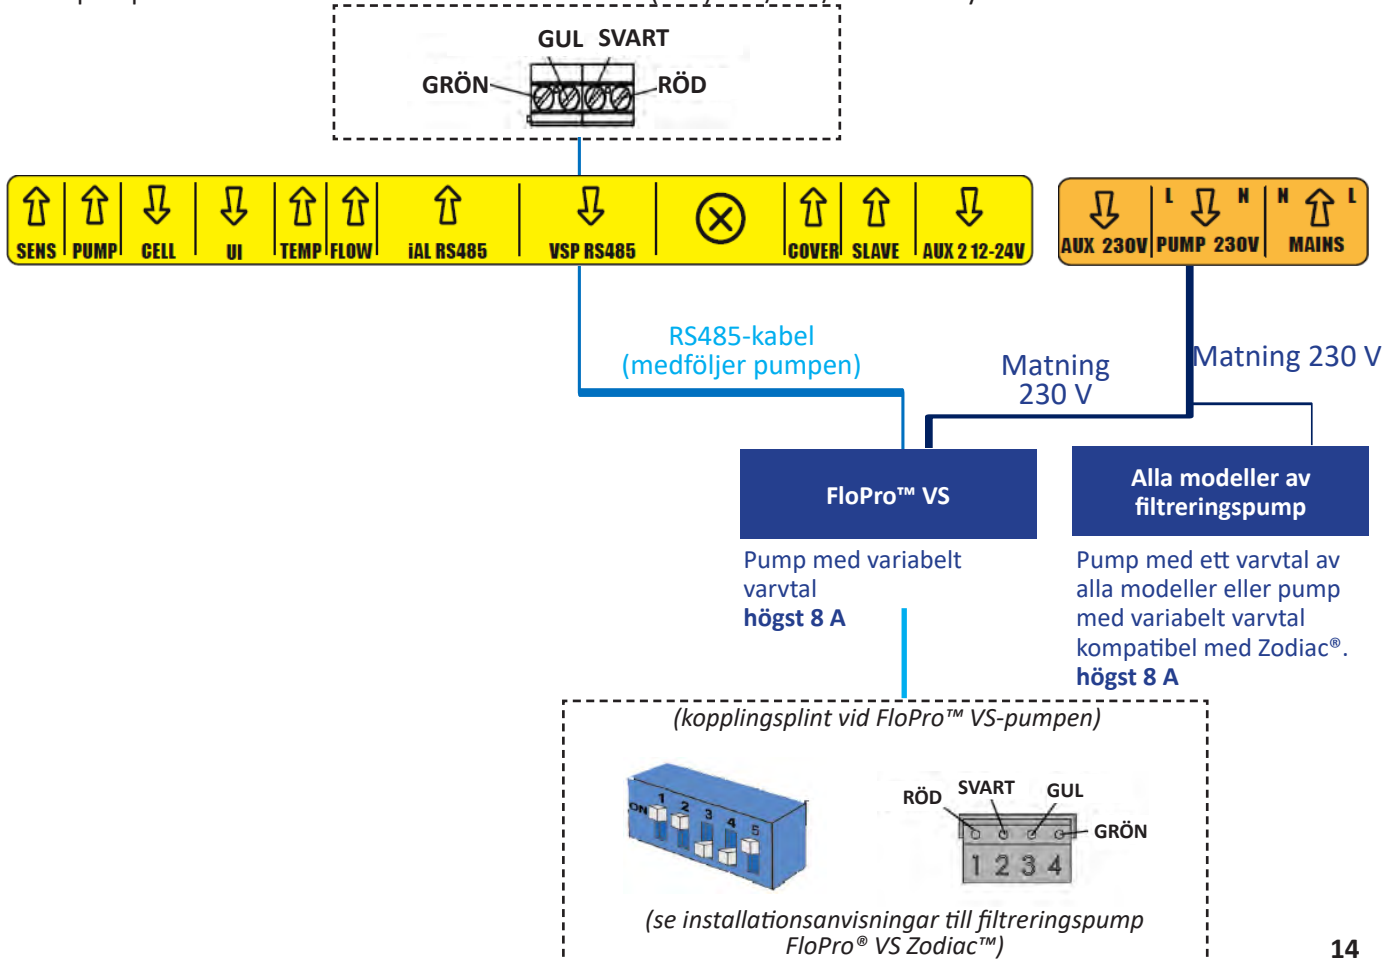 GUL SVART
GRÖN RÖD
SENS PUMP CELL UI TEMP FLOW iAL RS485 VSP RS485 COVER SLAVE AUX 2 12-24V
L N N L
AUX 230V PUMP 230V MAINS
RS485-kabel
(medföljer pumpen)
Matning
230 V
Matning 230 V
FloPro™ VS
Alla modeller av
filtreringspump
Pump med variabelt
varvtal
högst 8 A
Pump med ett varvtal av
alla modeller eller pump
med variabelt varvtal
kompatibel med Zodiac®.
högst 8 A
(kopplingsplint vid FloPro™ VS-pumpen)
ON 1 2 3 4 5
RÖD SVART GUL GRÖN
1 2 3 4
(se installationsanvisningar till filtreringspump
FloPro® VS Zodiac™)
14